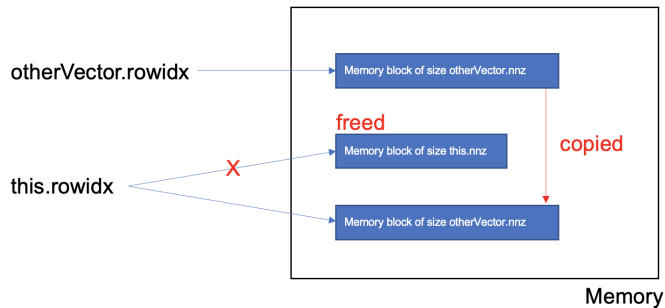 otherVector.rowidx
Memory block of size otherVector.nnz
freed
copied
Memory block of size this.nnz
X
this.rowidx
Memory block of size otherVector.nnz
Memory